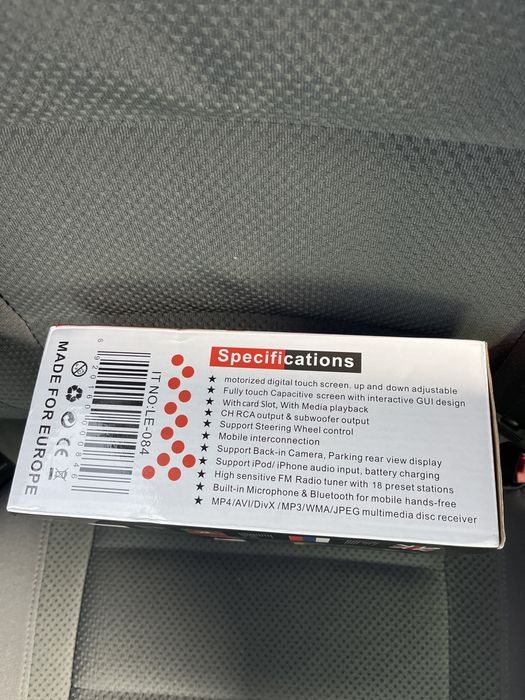 Specifications
★ motorized digital touch screen. up and down adjustable
★ Fully touch Capacitive screen with interactive GUI design
★ With card Slot, With Media playback
★ CH RCA output & subwoofer output
★ Support Steering Wheel control
★ Mobile interconnection
★ Support Back-in Camera, Parking rear view display
★ Support iPod/ iPhone audio input, battery charging
★ High sensitive FM Radio tuner with 18 preset stations
★ Built-in Microphone & Bluetooth for mobile hands-free
★ MP4/AVI/DivX /MP3/WMA/JPEG multimedia disc receiver
IT NO:LE-084
CE
MADE FOR EUROPE